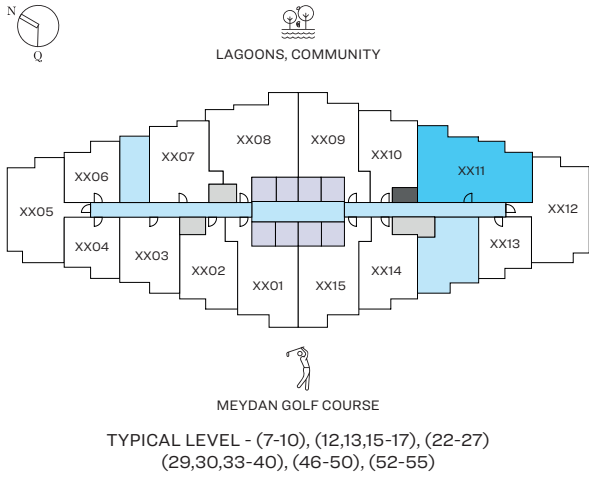 N
Q
LAGOONS, COMMUNITY
XX08
XX09
XX07
XX10
XX06
XX11
XX05
XX12
XX04
XX03
XX02
XX14
XX13
XX01
XX15
MEYDAN GOLF COURSE
TYPICAL LEVEL - (7-10), (12,13,15-17), (22-27)
(29,30,33-40), (46-50), (52-55)